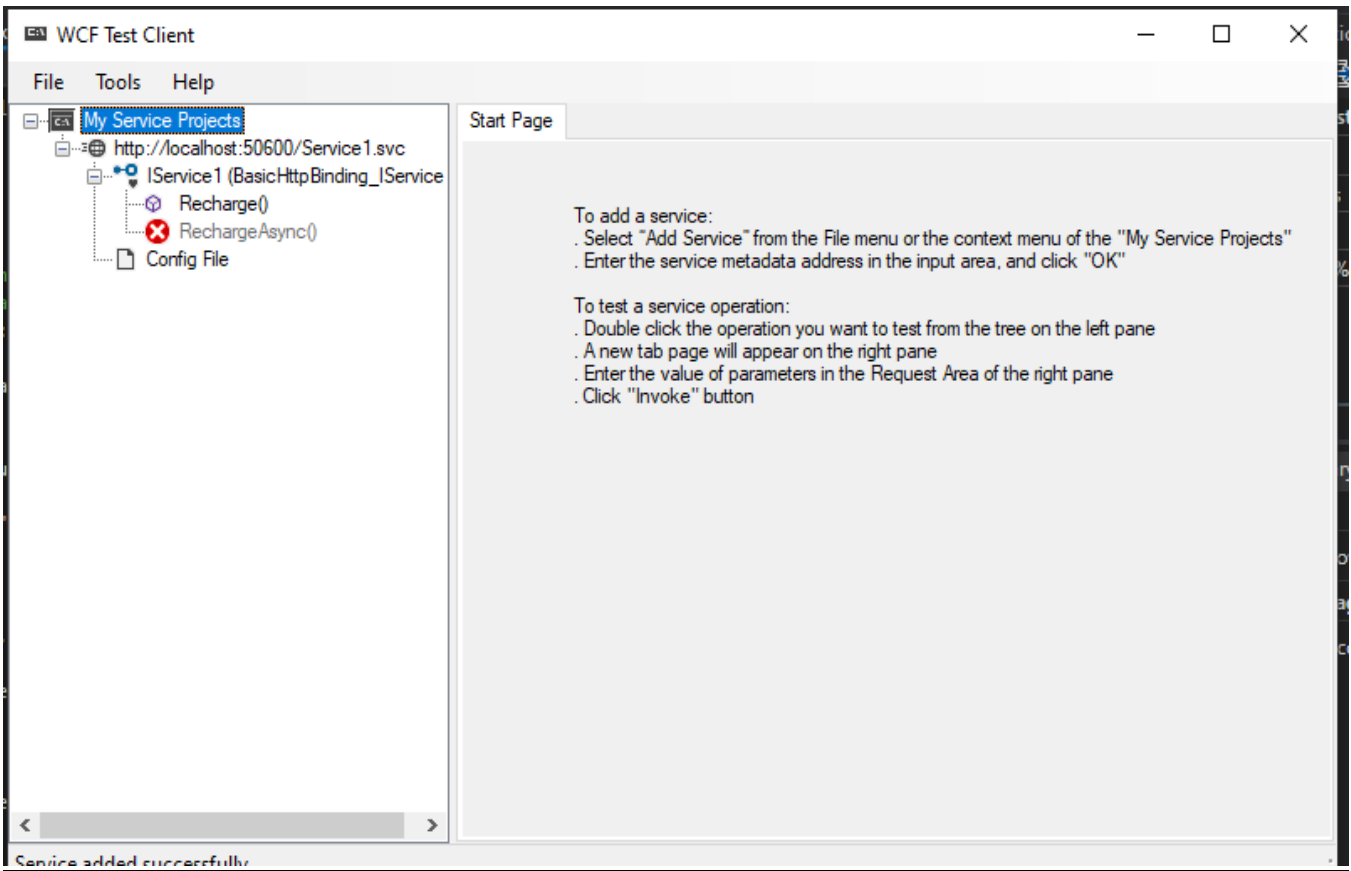 WCF Test Client
File Tools Help
My Service Projects
http://localhost:50600/Service1.svc
IService1 (BasicHttpBinding_IService
Recharge()
RechargeAsync()
Config File
Start Page
To add a service:
. Select "Add Service" from the File menu or the context menu of the "My Service Projects"
. Enter the service metadata address in the input area, and click "OK"
To test a service operation:
. Double click the operation you want to test from the tree on the left pane
. A new tab page will appear on the right pane
. Enter the value of parameters in the Request Area of the right pane
. Click "Invoke" button
Service added successfully.